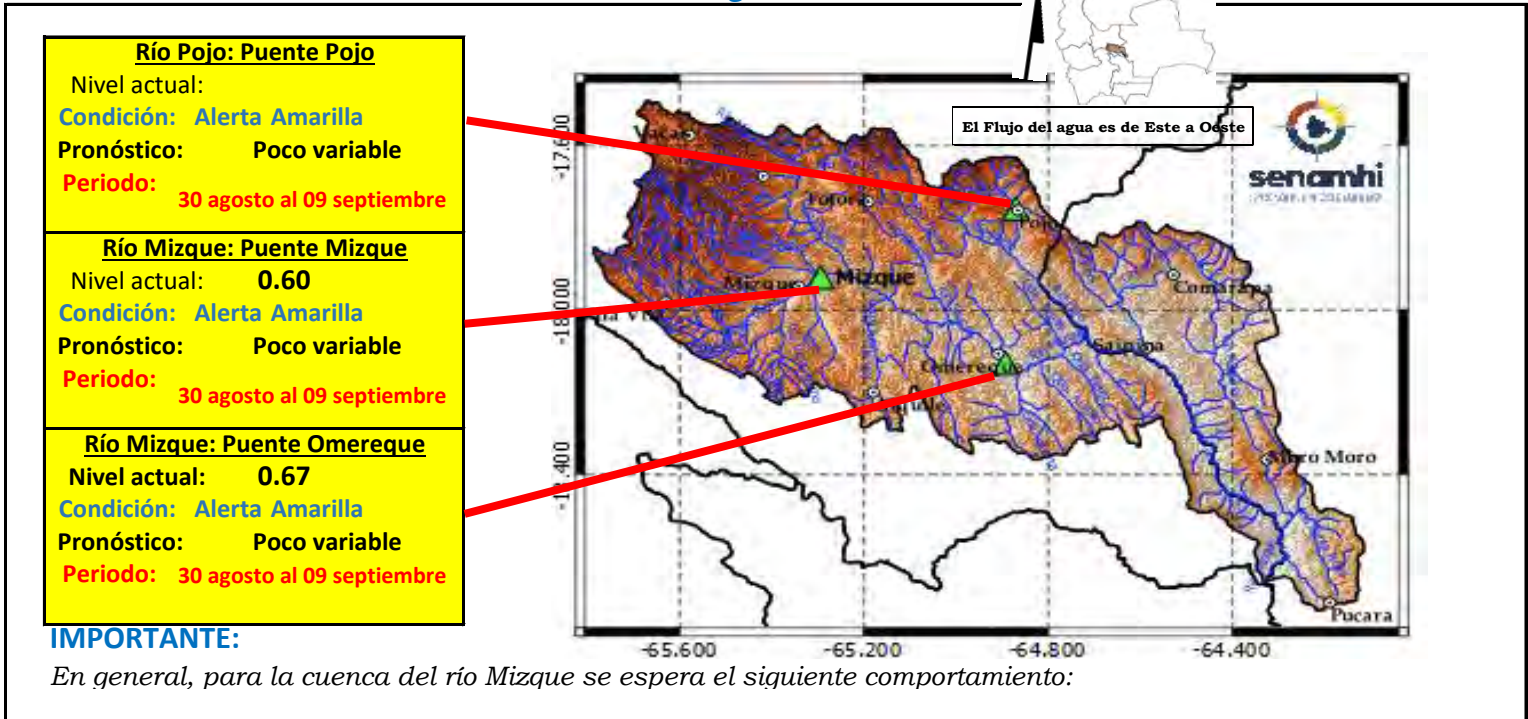 Río Pojo: Puente Pojo
Nivel actual:
Condición: Alerta Amarilla
Pronóstico: Poco variable
Periodo: 30 agosto al 09 septiembre
Río Mizque: Puente Mizque
Nivel actual: 0.60
Condición: Alerta Amarilla
Pronóstico: Poco variable
Periodo: 30 agosto al 09 septiembre
Río Mizque: Puente Omereque
Nivel actual: 0.67
Condición: Alerta Amarilla
Pronóstico: Poco variable
Periodo: 30 agosto al 09 septiembre
El Flujo del agua es de Este a Oeste
senamhi
-17.600
Vacas
Totora
Pojo
Mizque Mizque
Comarapa
-18.000
Saipina
Omereque
Moro Moro
Pucara
-65.600 -65.200 -64.800 -64.400
IMPORTANTE:
En general, para la cuenca del río Mizque se espera el siguiente comportamiento: